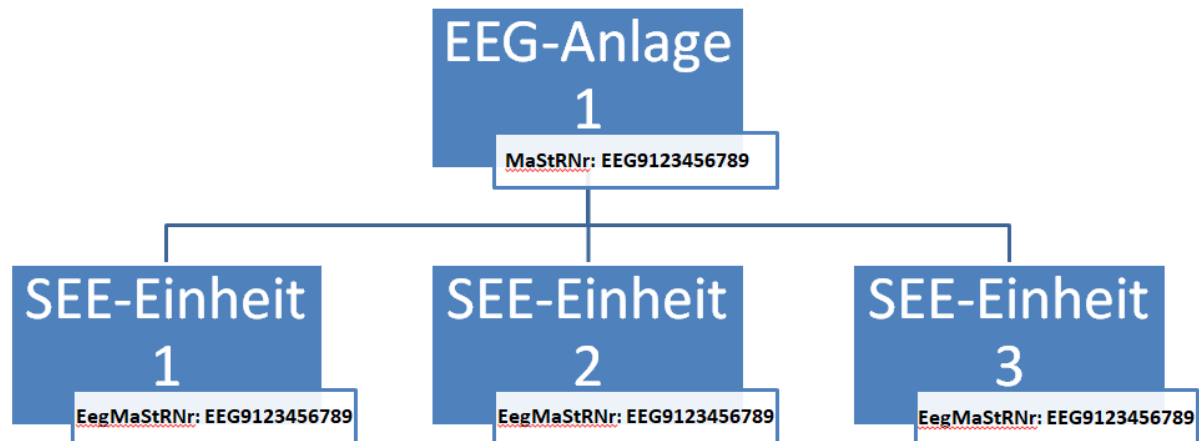 EEG-Anlage
1
MaStRNr: EEG9123456789
SEE-Einheit
1
EegMaStRNr: EEG9123456789
SEE-Einheit
2
EegMaStRNr: EEG9123456789
SEE-Einheit
3
EegMaStRNr: EEG9123456789